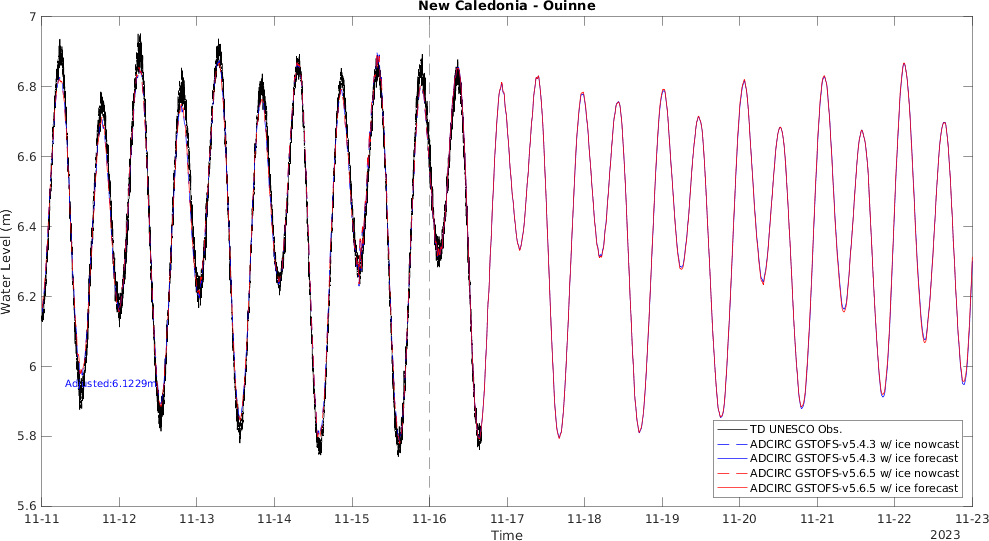 New Caledonia - Ouinne
7
6.8
6.6
6.4
6.2
6
5.8
5.6
Water Level (m)
Adjusted:6.1229m
TD UNESCO Obs.
ADCIRC GSTOFS-v5.4.3 w/ ice nowcast
ADCIRC GSTOFS-v5.4.3 w/ ice forecast
ADCIRC GSTOFS-v5.6.5 w/ ice nowcast
ADCIRC GSTOFS-v5.6.5 w/ ice forecast
11-11 11-12 11-13 11-14 11-15 11-16 11-17 11-18 11-19 11-20 11-21 11-22 11-23
Time
2023